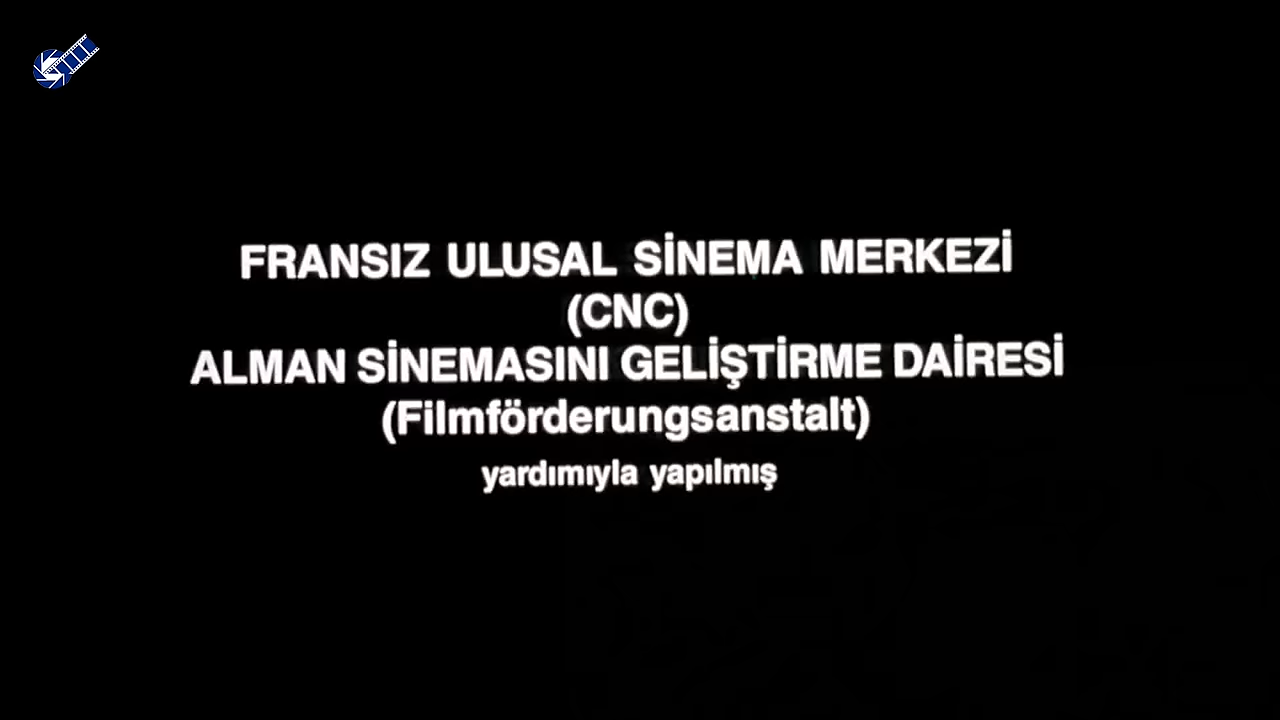 FRANSIZ ULUSAL SİNEMA MERKEZİ
(CNC)
ALMAN SİNEMASINI GELİŞTİRME DAİRESİ
(Filmförderungsanstalt)
yardımıyla yapılmış